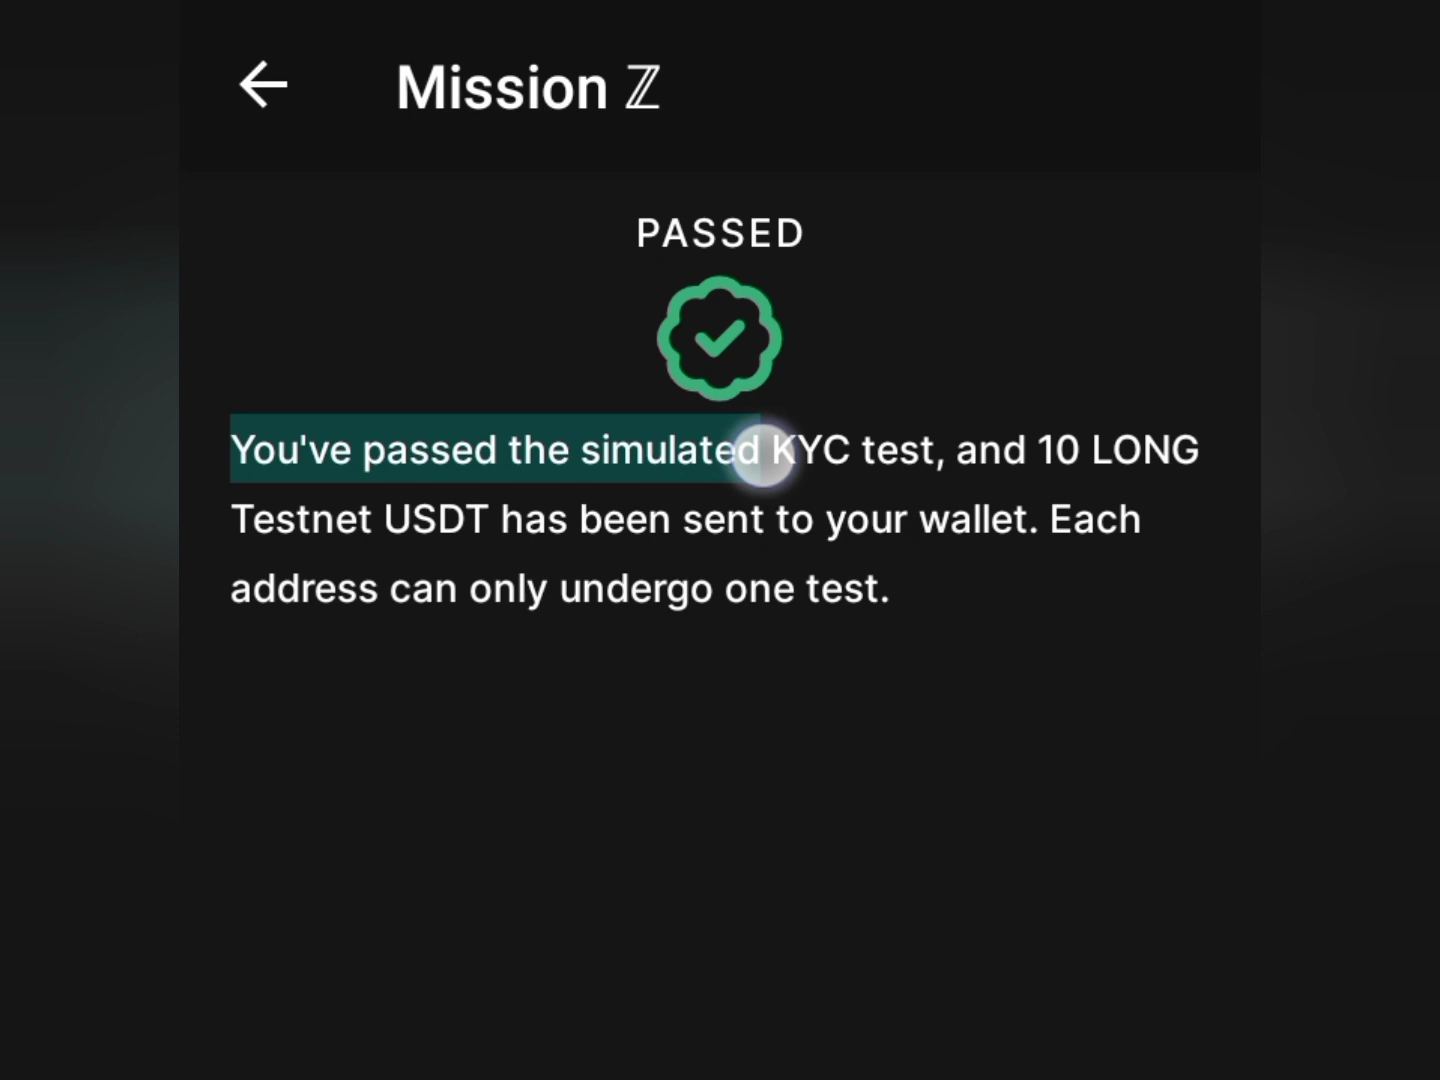 Mission ℤ
PASSED
You've passed the simulated KYC test, and 10 LONG
Testnet USDT has been sent to your wallet. Each
address can only undergo one test.